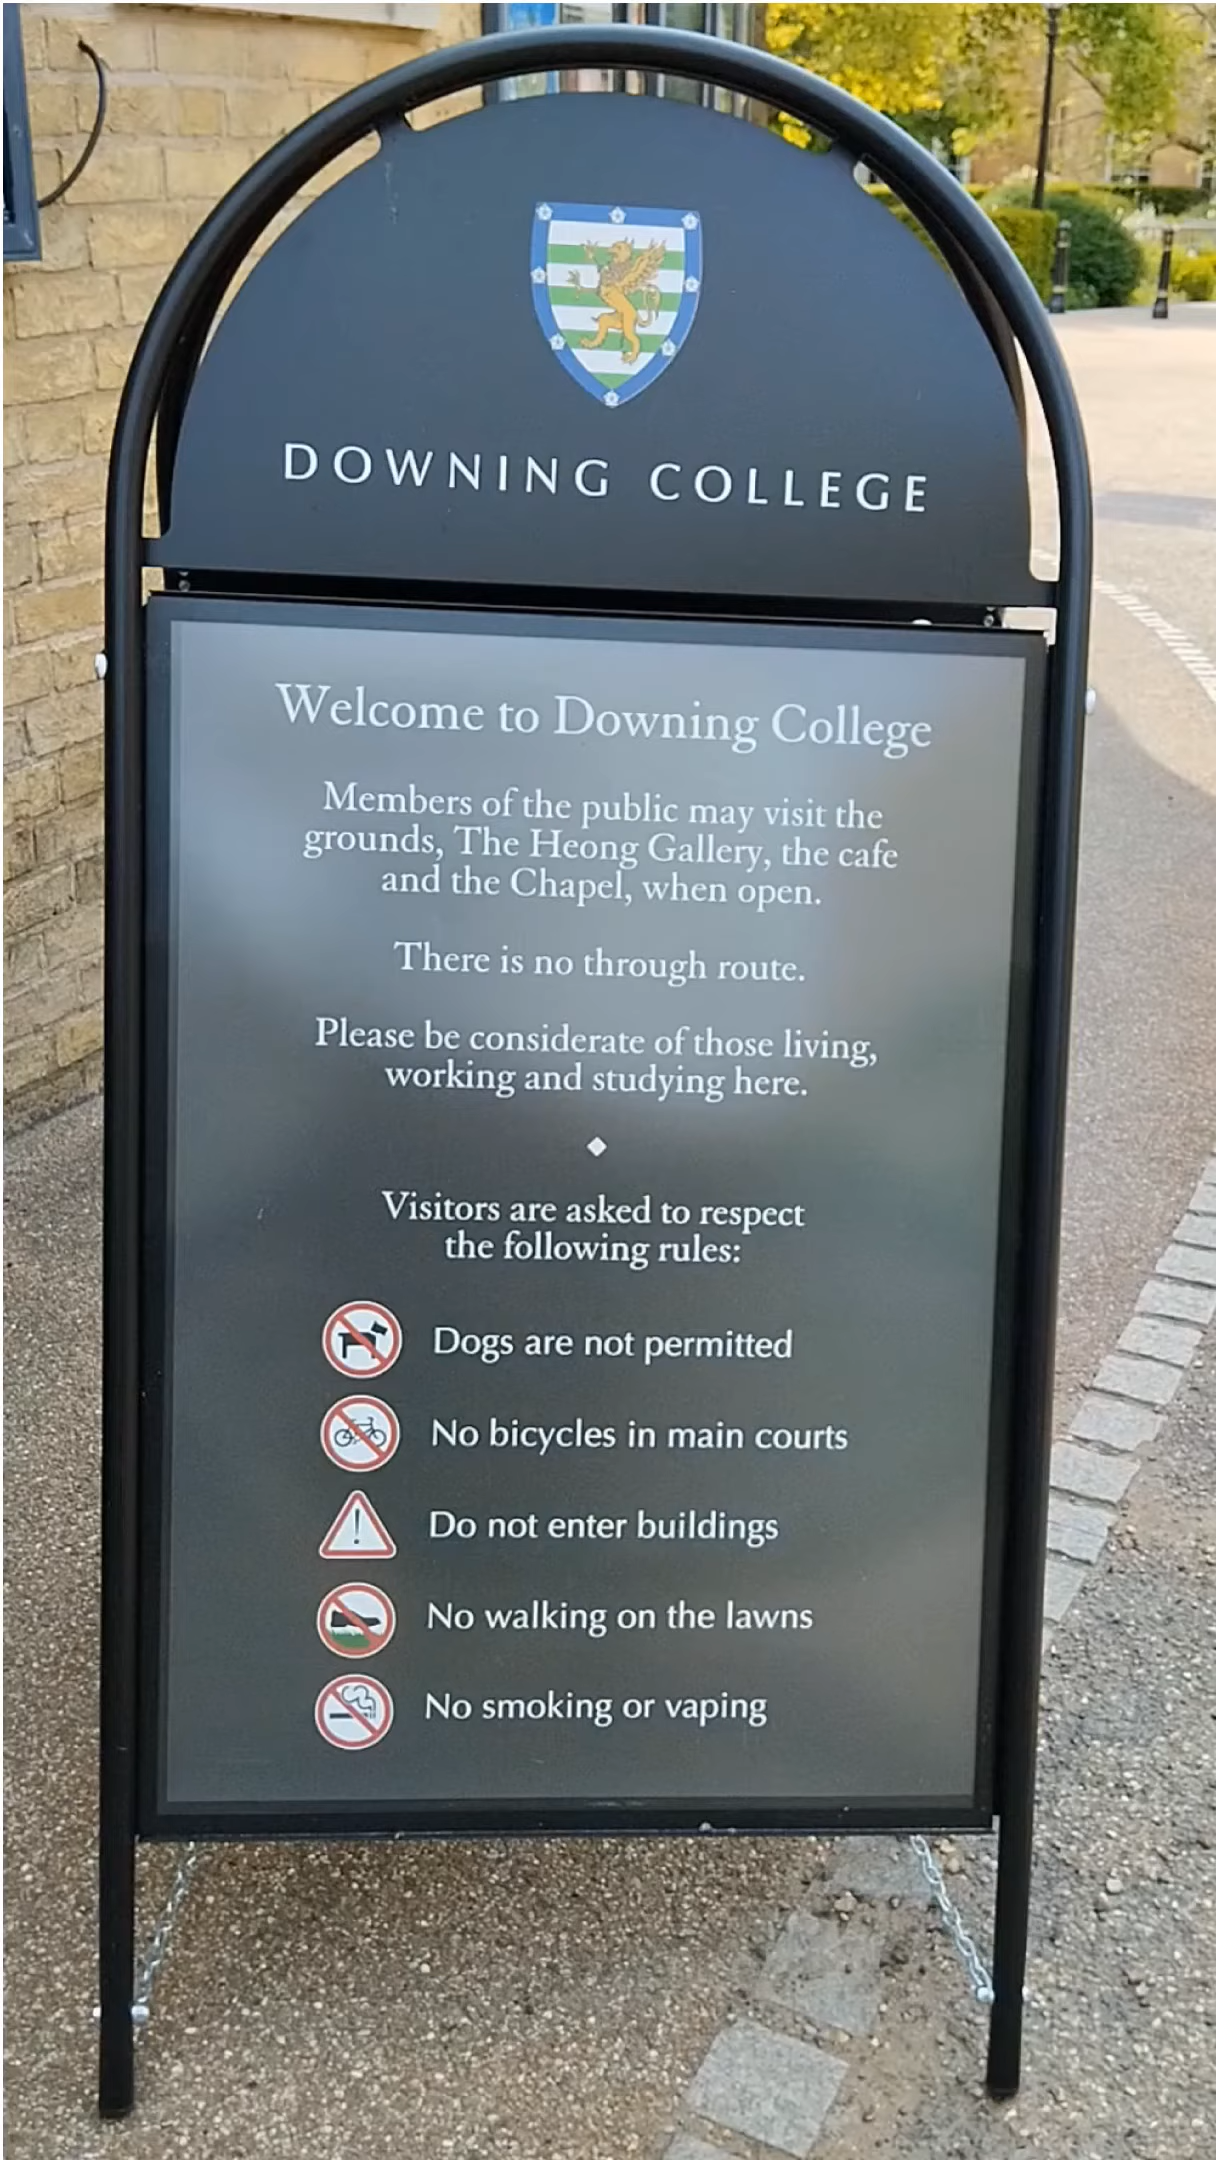 DOWNING COLLEGE
Welcome to Downing College
Members of the public may visit the
grounds, The Heong Gallery, the cafe
and the Chapel, when open.
There is no through route.
Please be considerate of those living,
working and studying here.
Visitors are asked to respect
the following rules:
Dogs are not permitted
No bicycles in main courts
Do not enter buildings
No walking on the lawns
No smoking or vaping